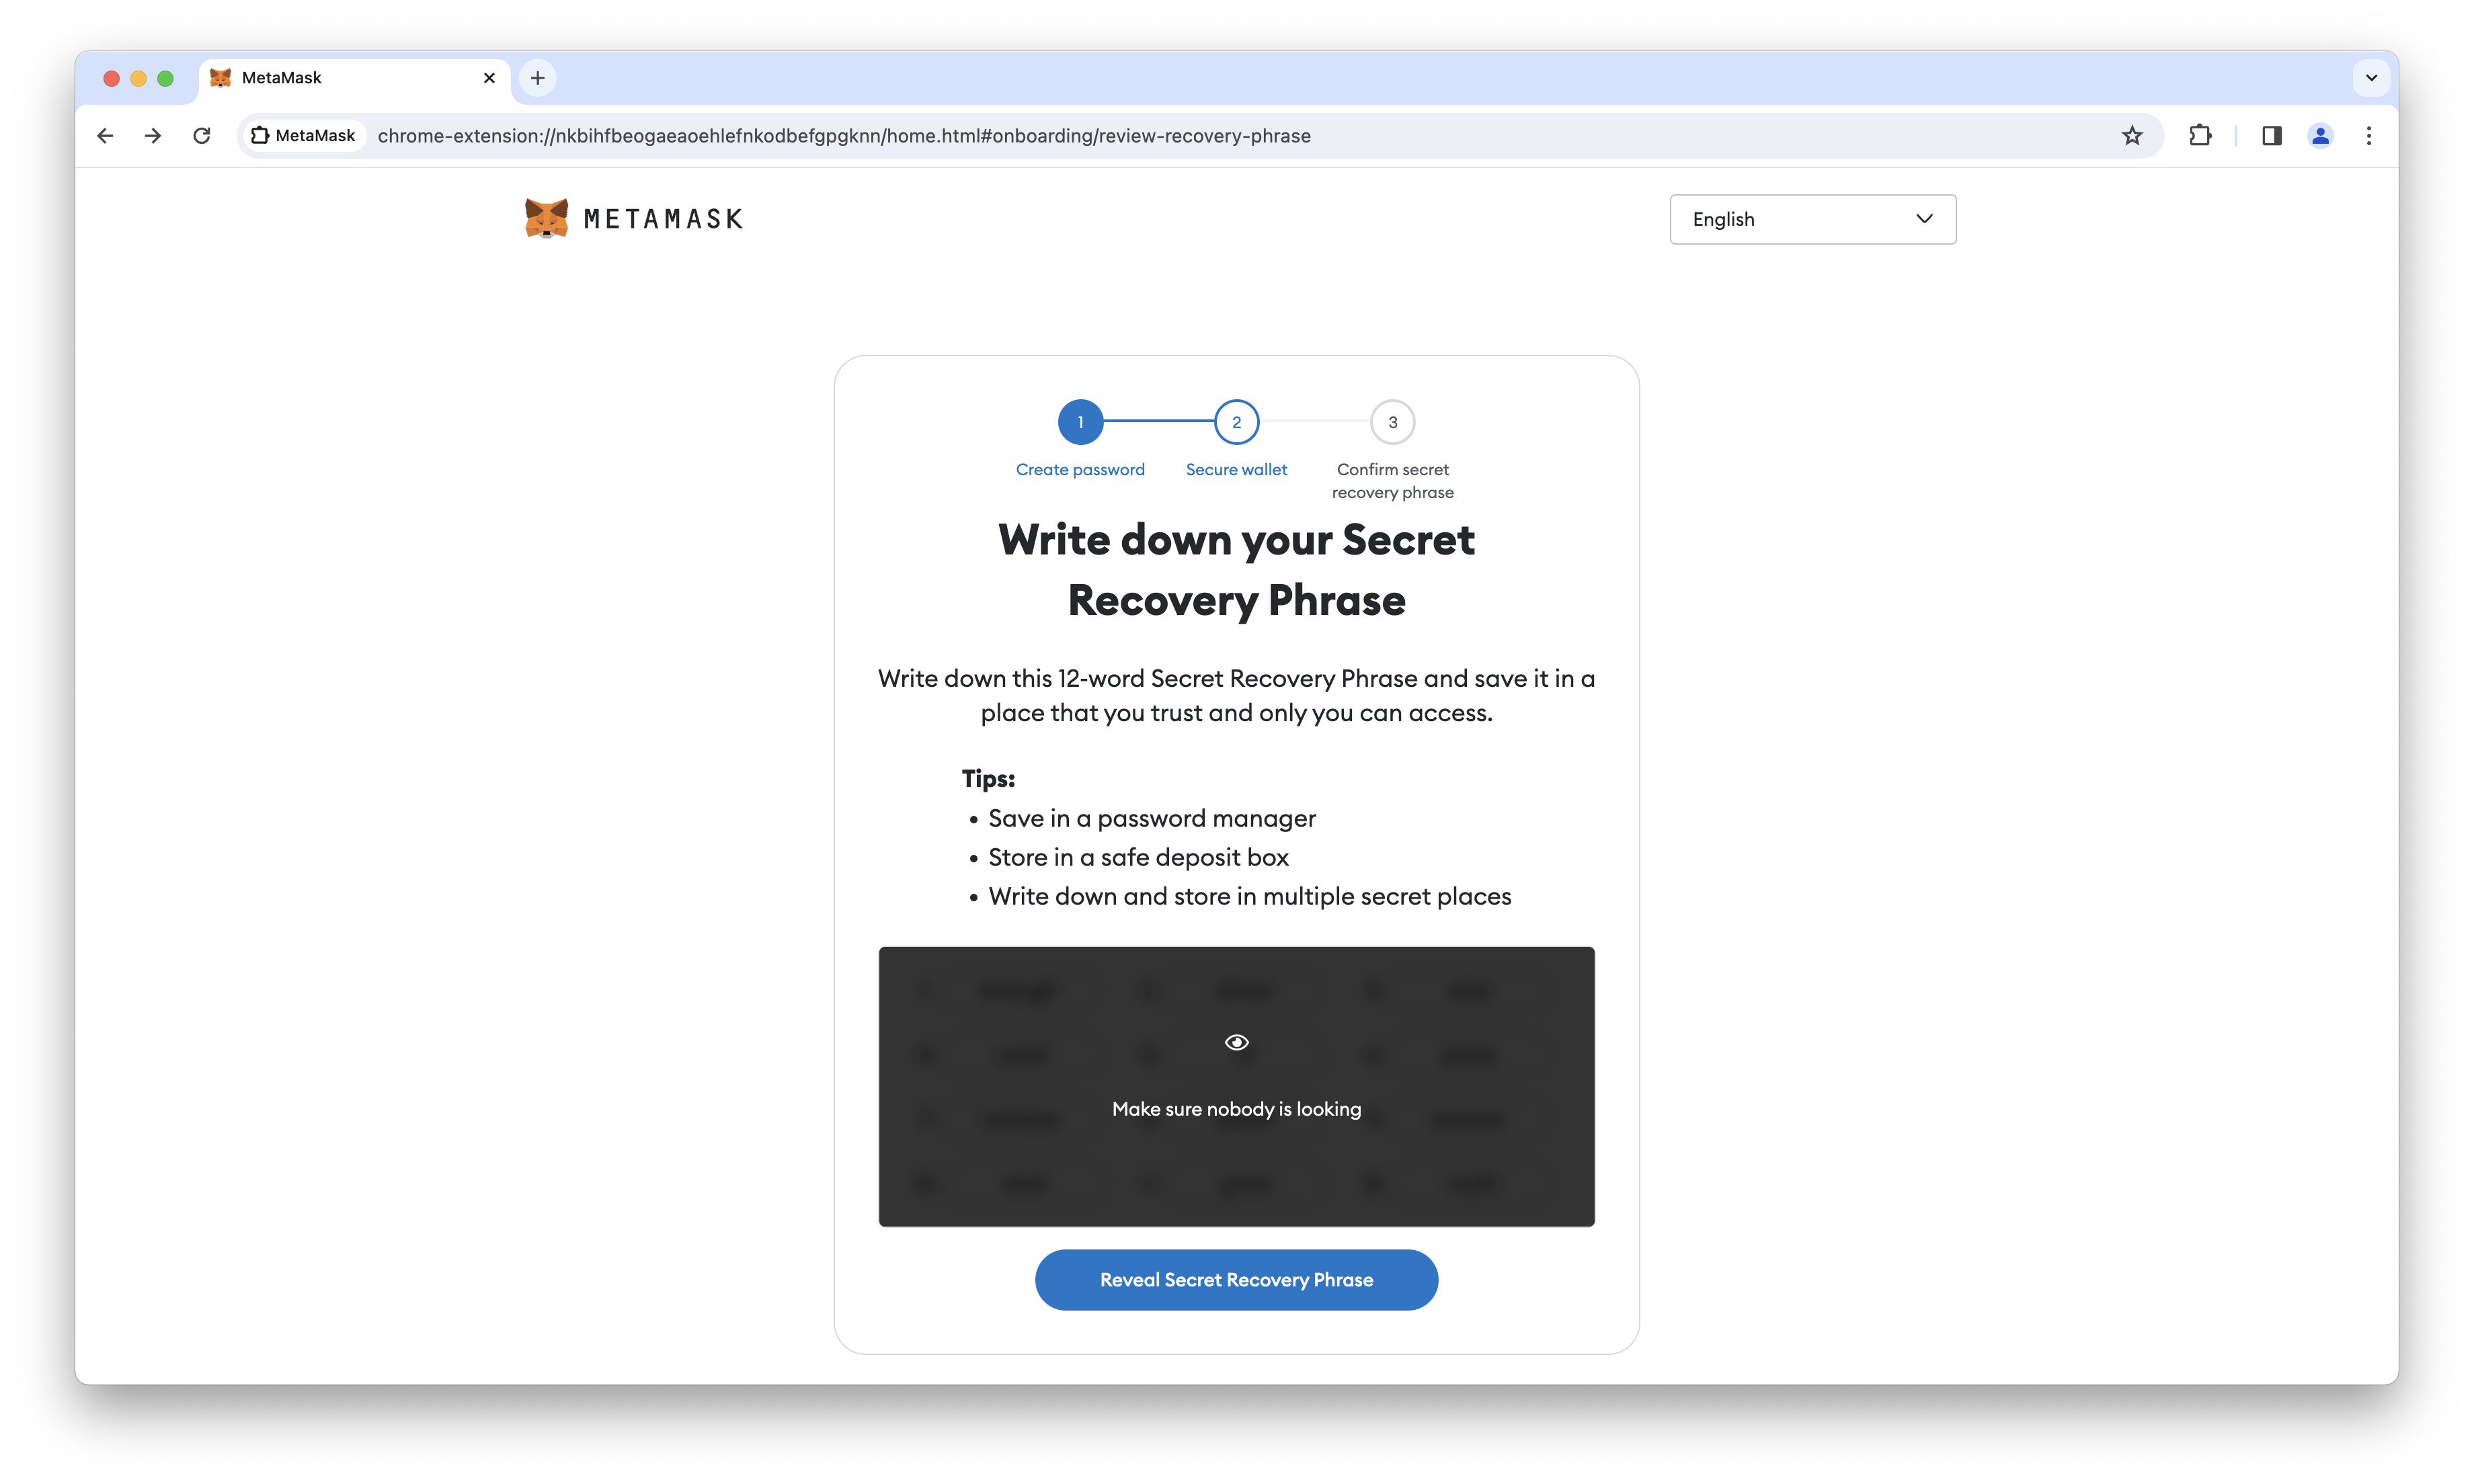 MetaMask
MetaMask
chrome-extension://nkbihfbeogaeaoehlefnkodbefgpgknn/home.html#onboarding/review-recovery-phrase
METAMASK
English
1
2
3
Create password
Secure wallet
Confirm secret
recovery phrase
Write down your Secret
Recovery Phrase
Write down this 12-word Secret Recovery Phrase and save it in a
place that you trust and only you can access.
Tips:
• Save in a password manager
• Store in a safe deposit box
• Write down and store in multiple secret places
Make sure nobody is looking
Reveal Secret Recovery Phrase